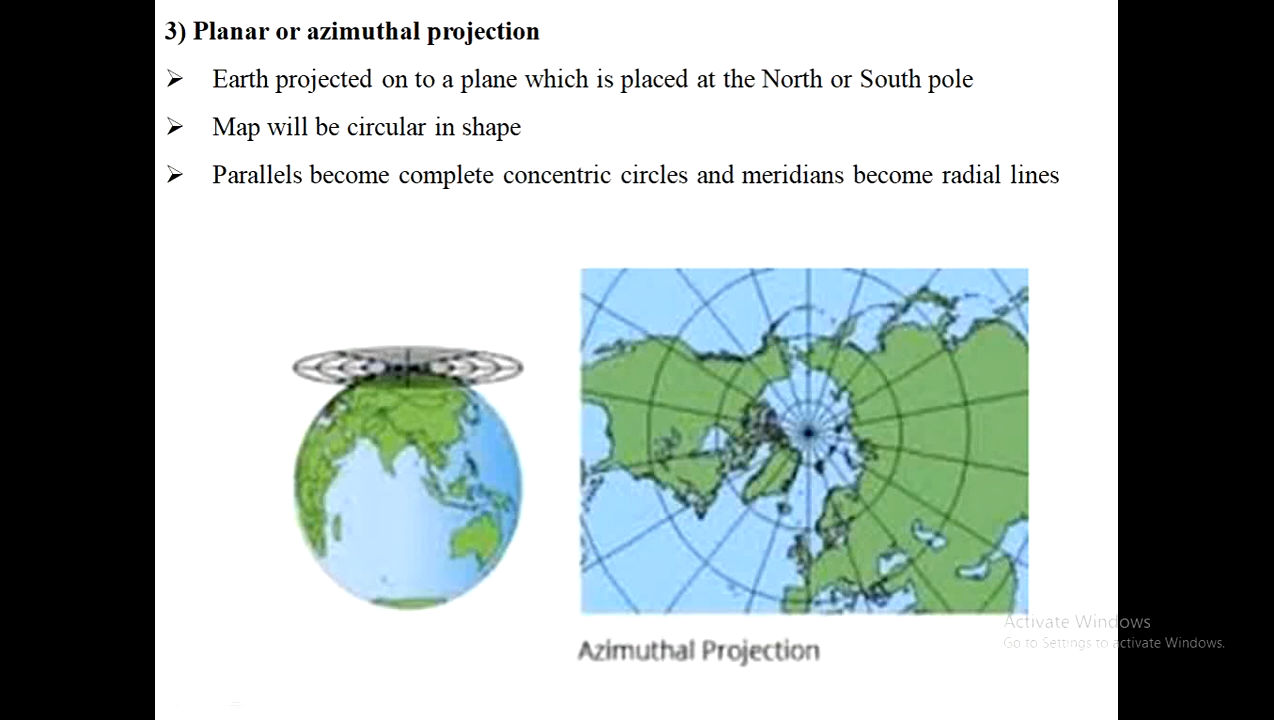 3) Planar or azimuthal projection
➢ Earth projected on to a plane which is placed at the North or South pole
➢ Map will be circular in shape
➢ Parallels become complete concentric circles and meridians become radial lines
Azimuthal Projection
Activate Windows
Go to Settings to activate Windows.